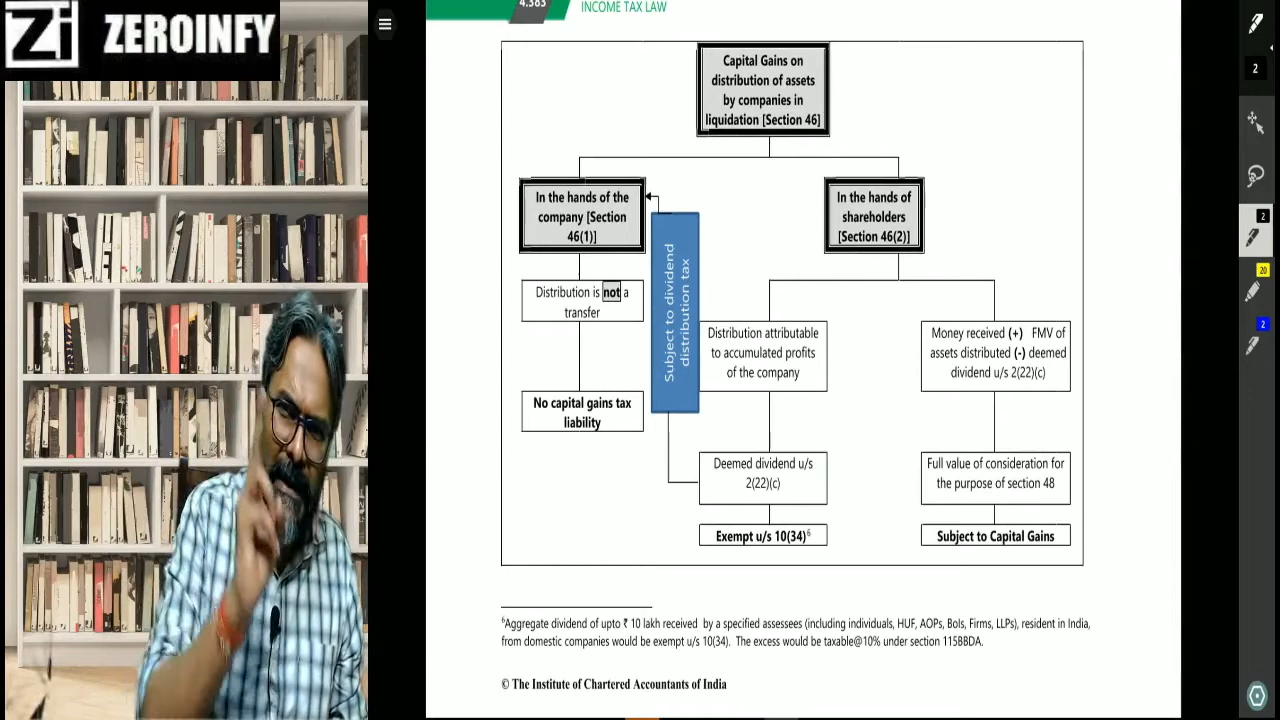 Zi ZEROINFY
4.383
INCOME TAX LAW
Capital Gains on
distribution of assets
by companies in
liquidation [Section 46]
In the hands of the
company [Section
46(1)]
In the hands of
shareholders
[Section 46(2)]
Distribution is not a
transfer
No capital gains tax
liability
Subject to dividend
distribution tax
Distribution attributable
to accumulated profits
of the company
Deemed dividend u/s
2(22)(c)
Exempt u/s 10(34)6
Money received (+) FMV of
assets distributed (-) deemed
dividend u/s 2(22)(c)
Full value of consideration for
the purpose of section 48
Subject to Capital Gains
6Aggregate dividend of upto ₹ 10 lakh received by a specified assessees (including individuals, HUF, AOPs, BoIs, Firms, LLPs), resident in India,
from domestic companies would be exempt u/s 10(34). The excess would be taxable@10% under section 115BBDA.
© The Institute of Chartered Accountants of India
2
2
20
2